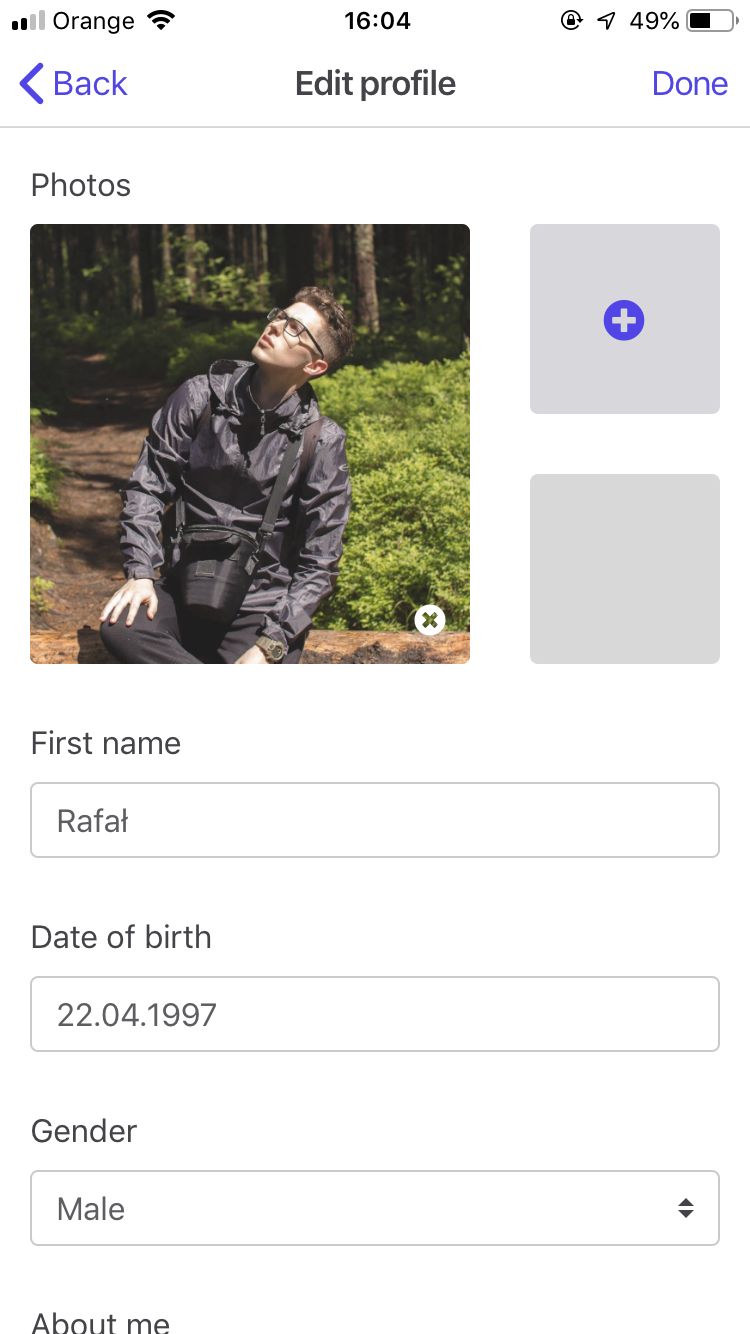 Orange 16:04 49%
Back Edit profile Done
Photos
First name
Rafał
Date of birth
22.04.1997
Gender
Male
About me